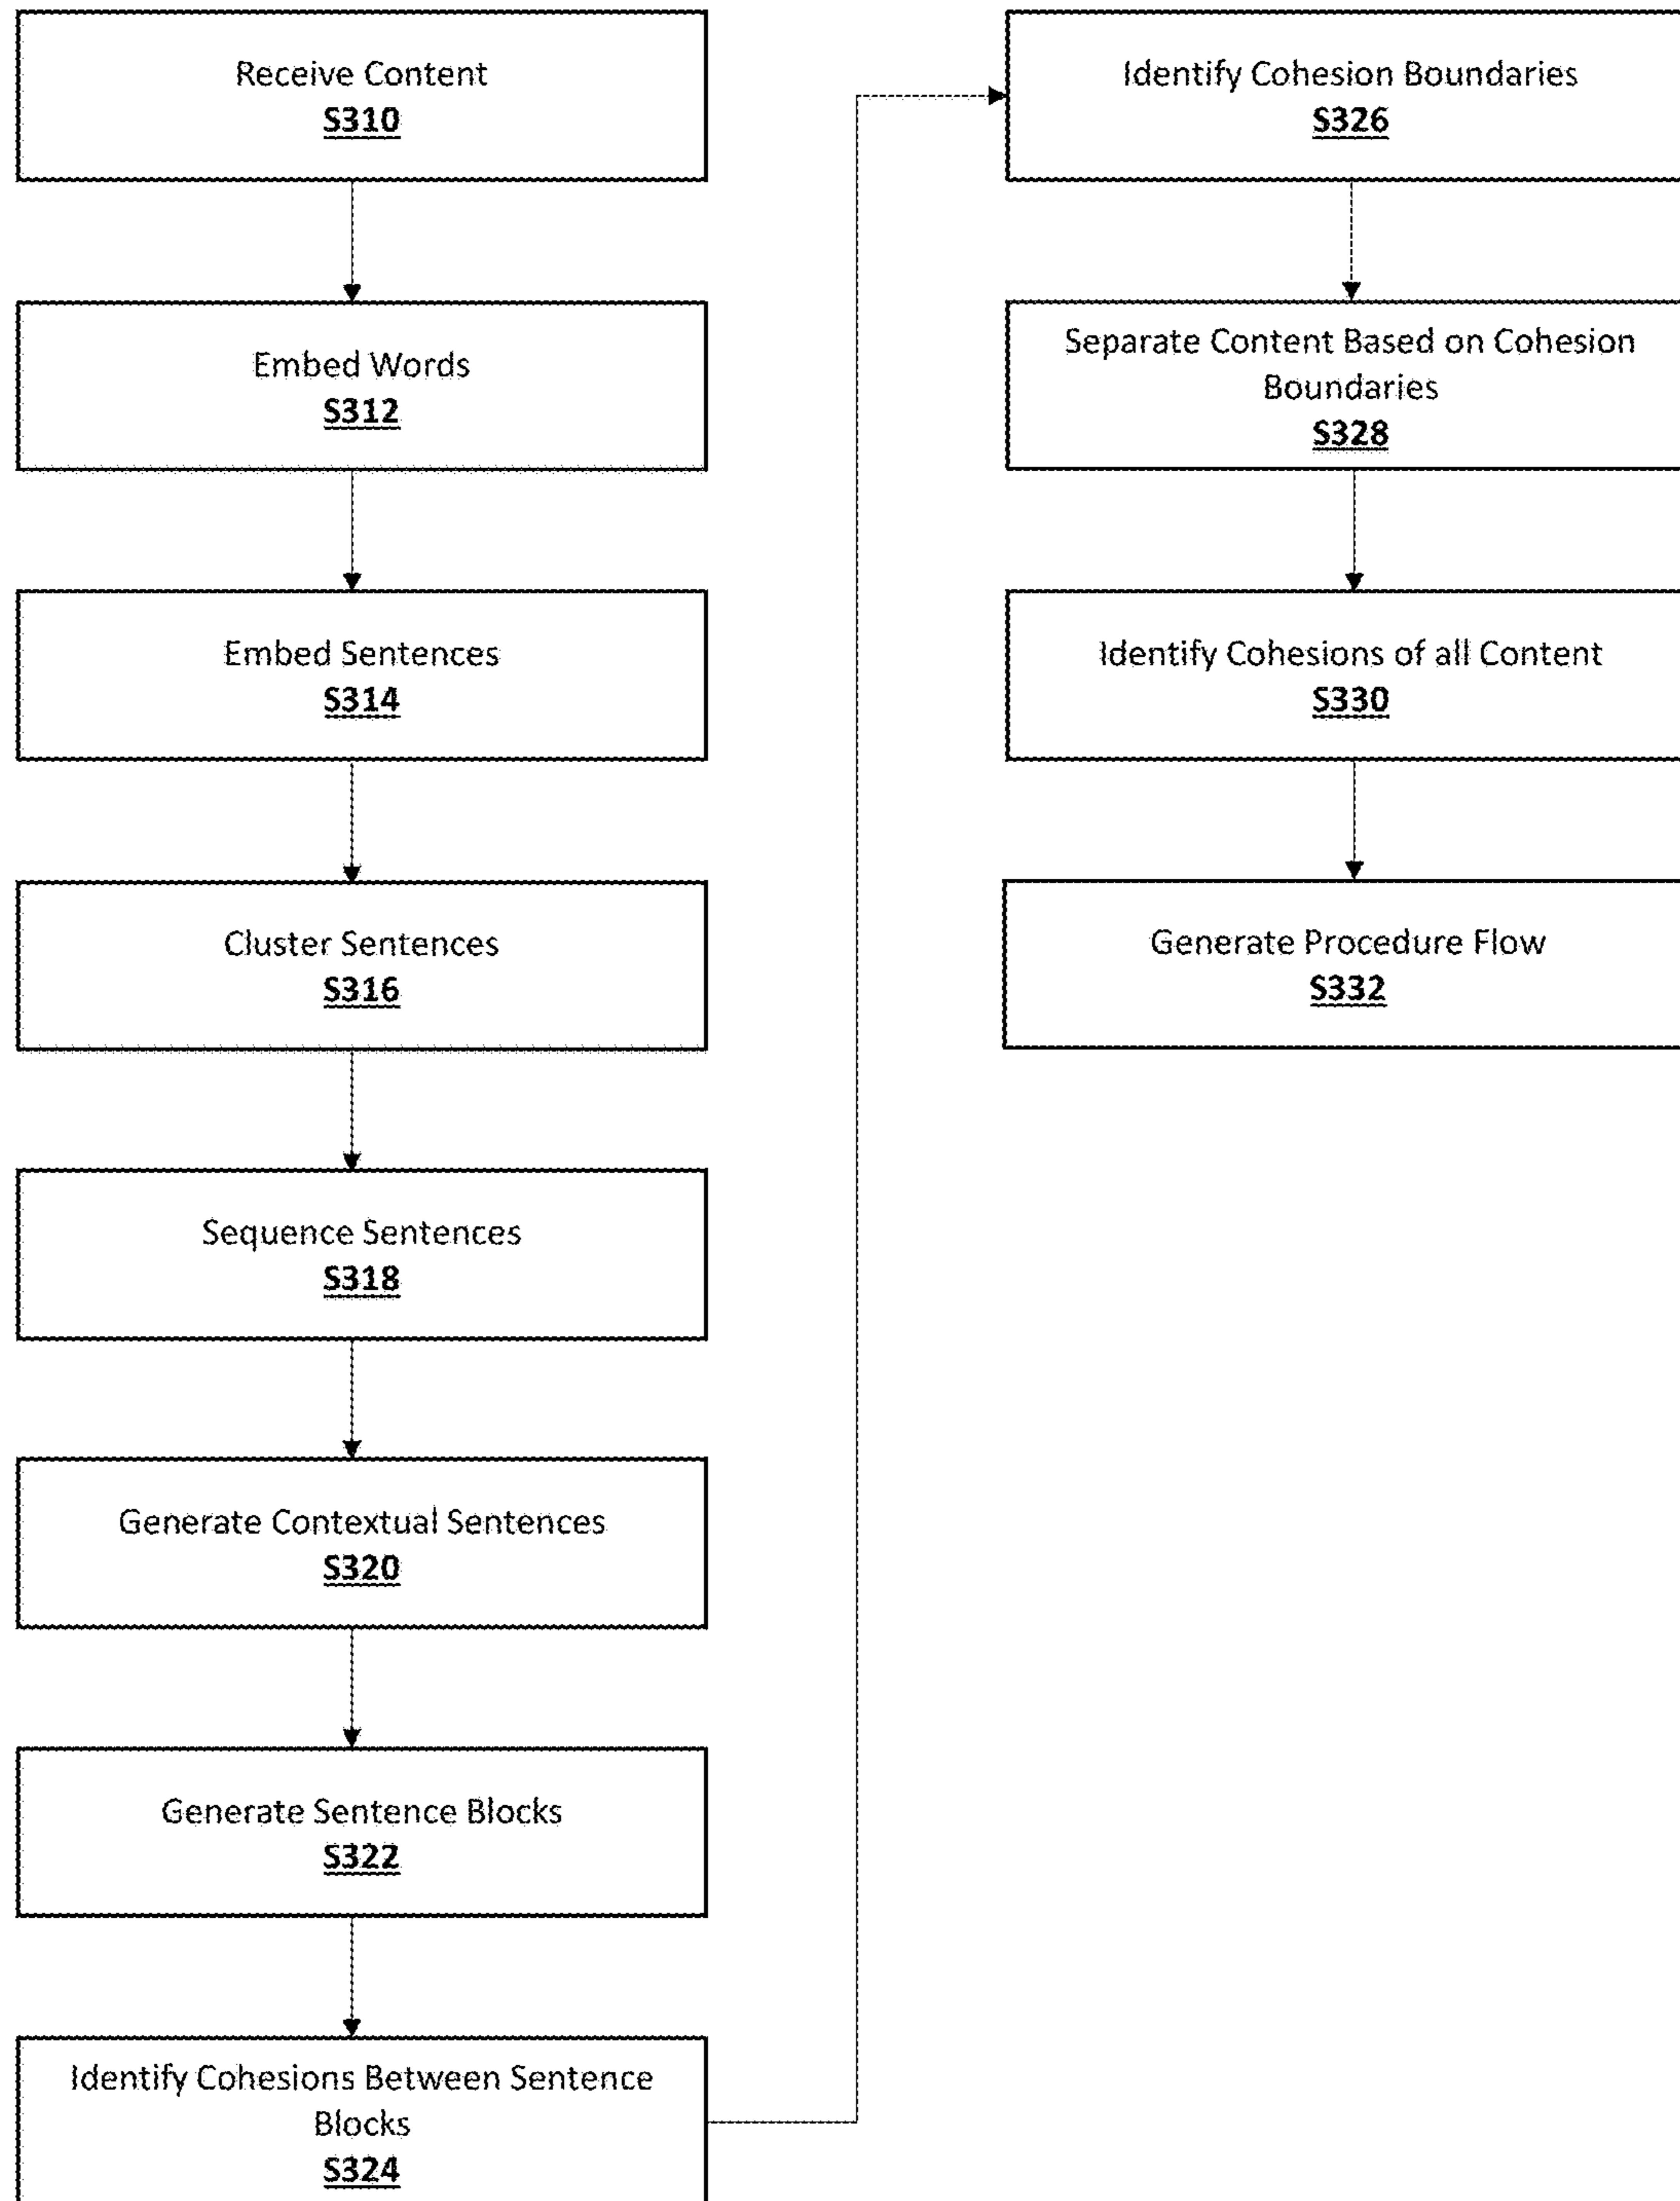 Receive Content
S310
Embed Words
S312
Embed Sentences
S314
Cluster Sentences
S316
Sequence Sentences
S318
Generate Contextual Sentences
S320
Generate Sentence Blocks
S322
Identify Cohesions Between Sentence
Blocks
S324
Identify Cohesion Boundaries
S326
Separate Content Based on Cohesion
Boundaries
S328
Identify Cohesions of all Content
S330
Generate Procedure Flow
S332